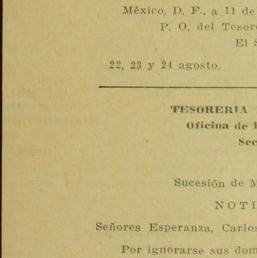 México, D. F., a 11 de
P. O. del Tesor
El S
22, 23 y 24 agosto.
TESORERIA
Oficina de
Sec
Sucesión de M
NOTI
Señores Esperanza, Carlos
Por ignorarse sus dom